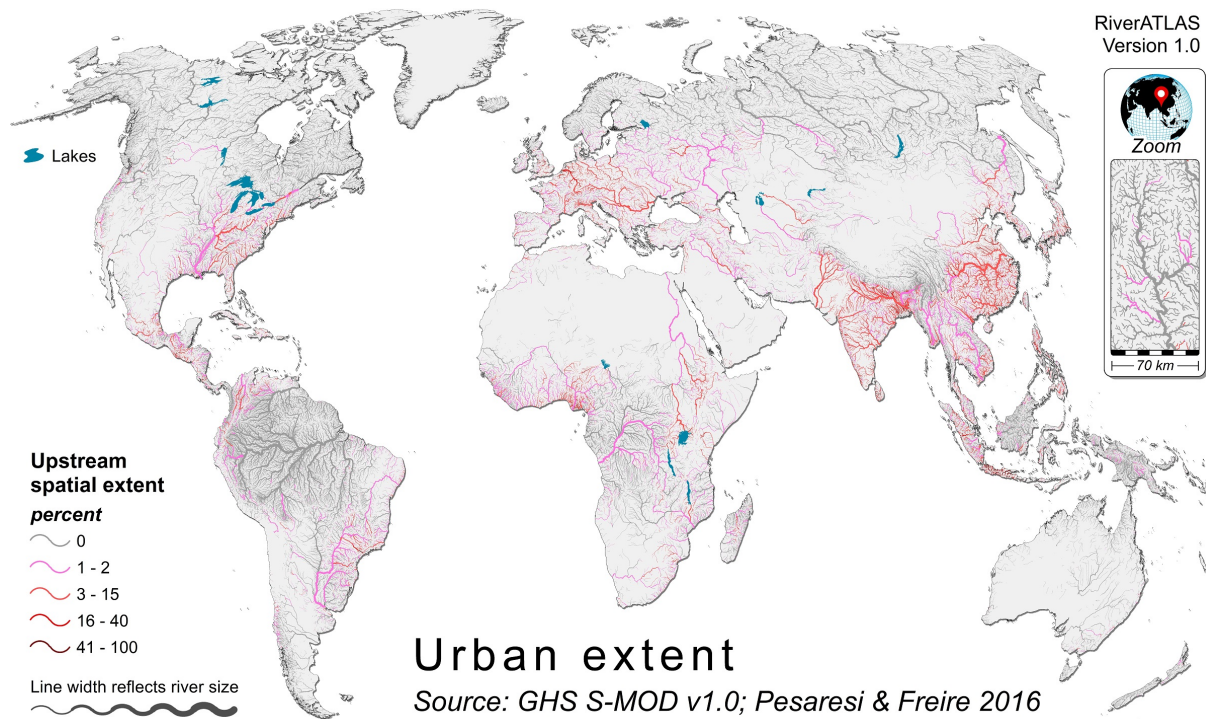 RiverATLAS
Version 1.0
Zoom
70 km
Lakes
Upstream
spatial extent
percent
0
1 - 2
3 - 15
16 - 40
41 - 100
Line width reflects river size
Urban extent
Source: GHS S-MOD v1.0; Pesaresi & Freire 2016